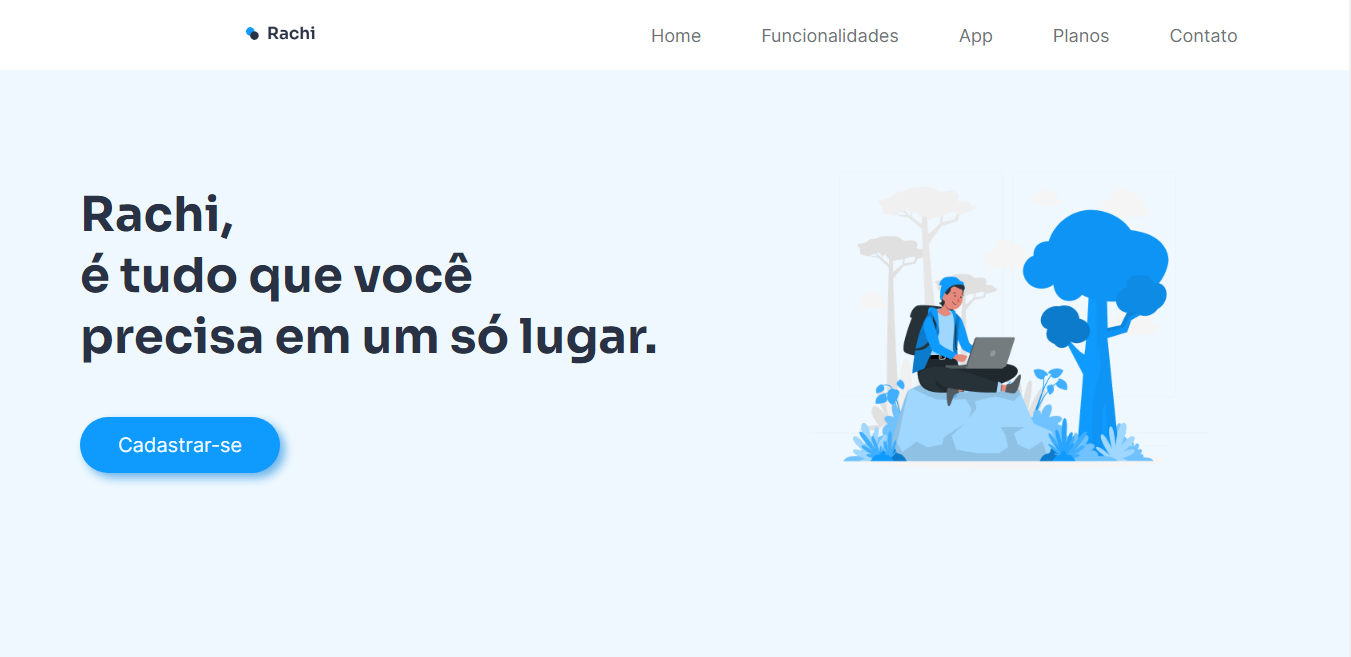 Rachi
Home Funcionalidades App Planos Contato
Rachi,
é tudo que você
precisa em um só lugar.
Cadastrar-se